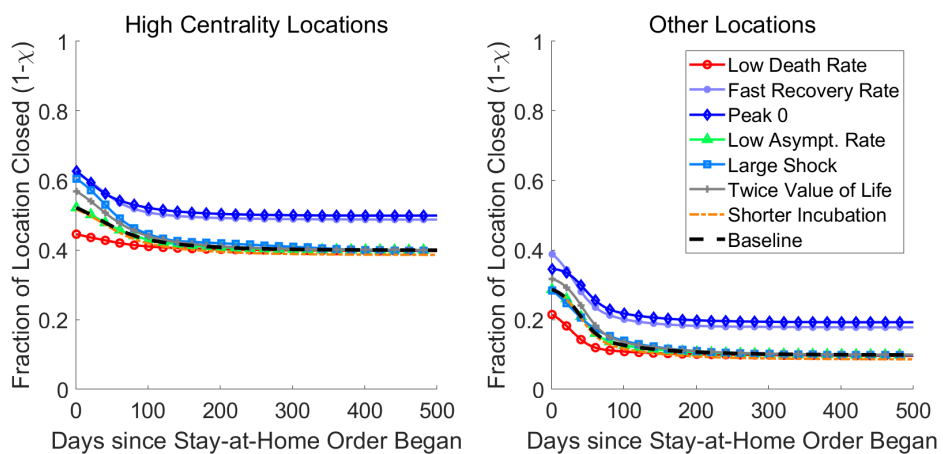 High Centrality Locations
Fraction of Location Closed (1-χ)
1
0.8
0.6
0.4
0.2
0
0 100 200 300 400 500
Days since Stay-at-Home Order Began
Other Locations
Fraction of Location Closed (1-χ)
1
0.8
0.6
0.4
0.2
0
0 100 200 300 400 500
Days since Stay-at-Home Order Began
Low Death Rate
Fast Recovery Rate
Peak 0
Low Asympt. Rate
Large Shock
Twice Value of Life
Shorter Incubation
Baseline